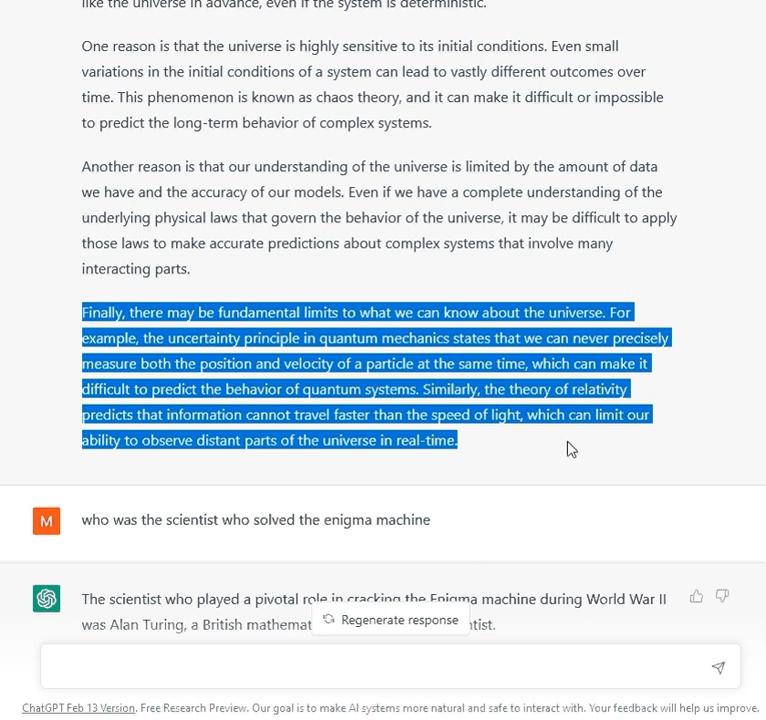 like the universe in advance, even if the system is deterministic.
One reason is that the universe is highly sensitive to its initial conditions. Even small
variations in the initial conditions of a system can lead to vastly different outcomes over
time. This phenomenon is known as chaos theory, and it can make it difficult or impossible
to predict the long-term behavior of complex systems.
Another reason is that our understanding of the universe is limited by the amount of data
we have and the accuracy of our models. Even if we have a complete understanding of the
underlying physical laws that govern the behavior of the universe, it may be difficult to apply
those laws to make accurate predictions about complex systems that involve many
interacting parts.
Finally, there may be fundamental limits to what we can know about the universe. For
example, the uncertainty principle in quantum mechanics states that we can never precisely
measure both the position and velocity of a particle at the same time, which can make it
difficult to predict the behavior of quantum systems. Similarly, the theory of relativity
predicts that information cannot travel faster than the speed of light, which can limit our
ability to observe distant parts of the universe in real-time.
M
who was the scientist who solved the enigma machine
The scientist who played a pivotal role in cracking the Enigma machine during World War II
was Alan Turing, a British
Regenerate response
ChatGPT Feb 13 Version. Free Research Preview. Our goal is to make AI systems more natural and safe to interact with. Your feedback will help us improve.